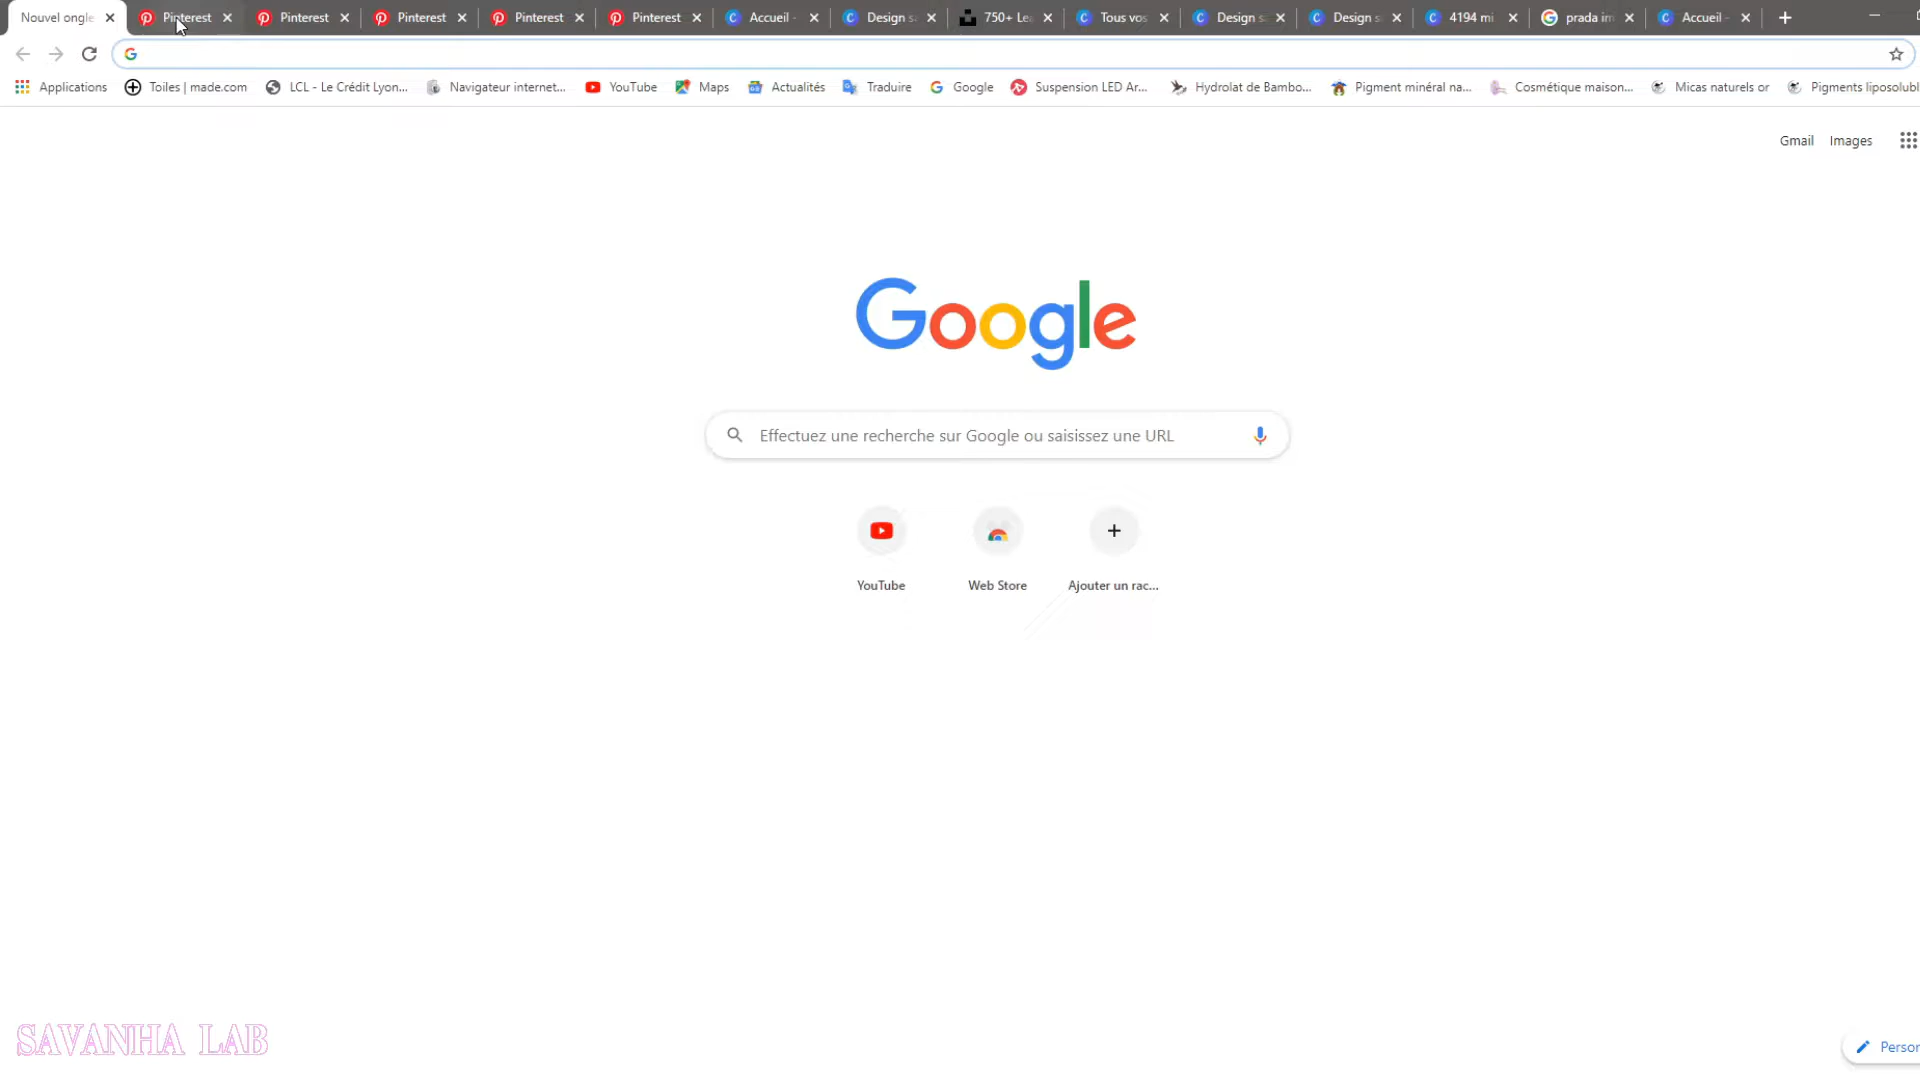 Nouvel ongle Pinterest Pinterest Pinterest Pinterest Pinterest Accueil - Design s 750+ Le Tous vos Design s Design s 4194 mi prada im Accueil -
Applications Toiles | made.com LCL - Le Crédit Lyon... Navigateur internet... YouTube Maps Actualités Traduire Google Suspension LED Ar... Hydrolat de Bambo... Pigment minéral na... Cosmétique maison... Micas naturels or Pigments liposolubl
Gmail Images
Google
Effectuez une recherche sur Google ou saisissez une URL
YouTube Web Store Ajouter un rac...
SAVANHA LAB
Person